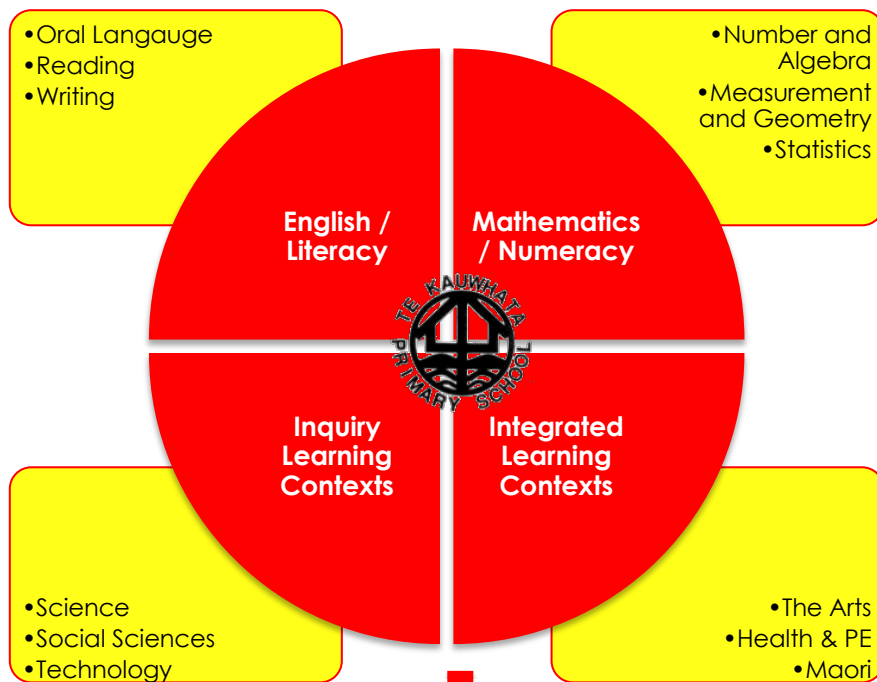 •Oral Langauge
•Reading
•Writing
•Number and
Algebra
•Measurement
and Geometry
•Statistics
English /
Literacy
Mathematics
/ Numeracy
TE KAUWHATA
PRIMARY SCHOOL
Inquiry
Learning
Contexts
Integrated
Learning
Contexts
•Science
•Social Sciences
•Technology
•The Arts
•Health & PE
•Maori